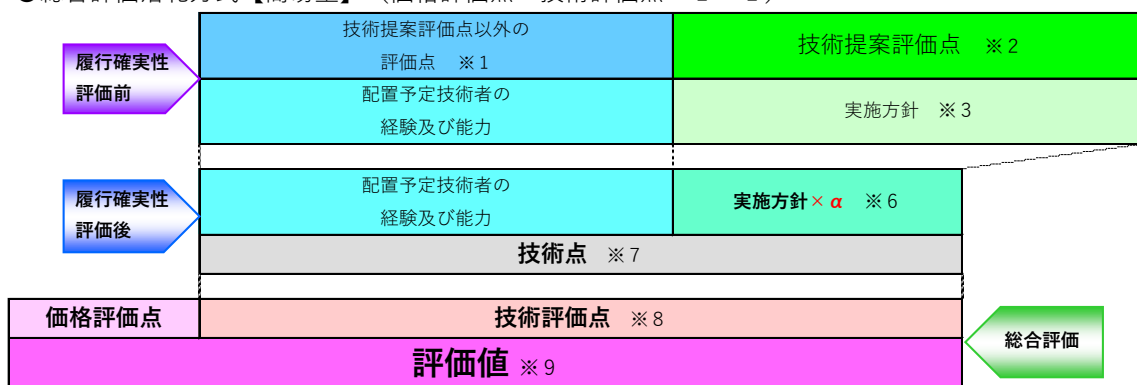 技術提案評価点以外の
評価点 ※1
技術提案評価点 ※2
履行確実性
評価前
配置予定技術者の
経験及び能力
実施方針 ※3
履行確実性
評価後
配置予定技術者の
経験及び能力
実施方針×α ※6
技術点 ※7
価格評価点
技術評価点 ※8
総合評価
評価値 ※9